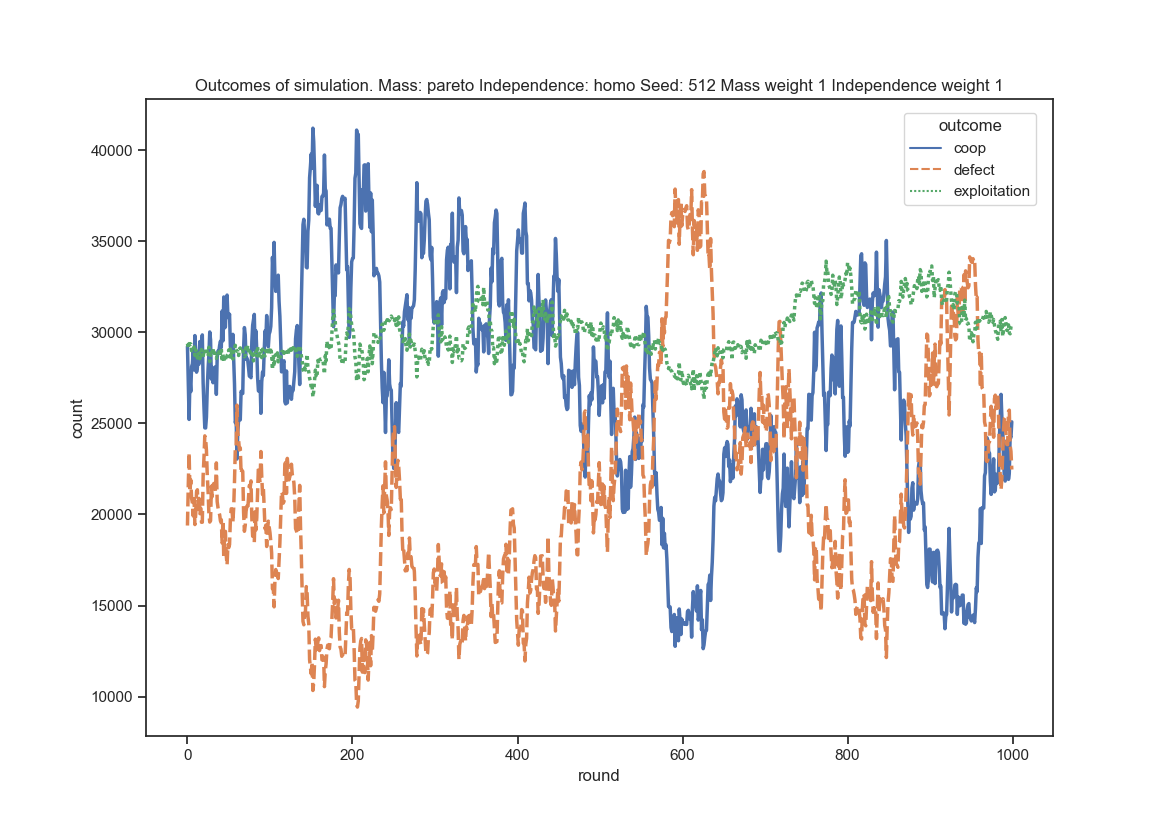 Outcomes of simulation. Mass: pareto Independence: homo Seed: 512 Mass weight 1 Independence weight 1
outcome
coop
defect
exploitation
40000
35000
30000
25000
20000
15000
10000
count
0 200 400 600 800 1000
round